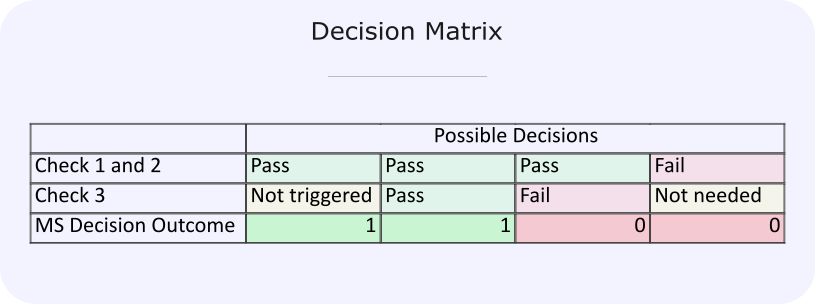 Decision Matrix
Possible Decisions
Check 1 and 2 Pass Pass Pass Fail
Check 3 Not triggered Pass Fail Not needed
MS Decision Outcome 1 1 0 0